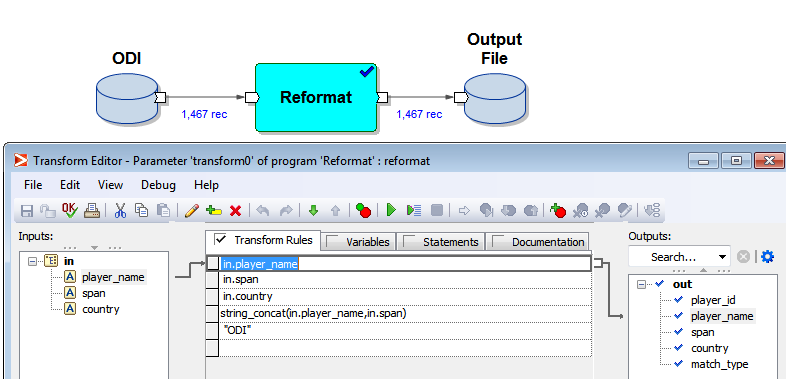 ODI
Output
File
Reformat
1,467 rec
1,467 rec
Transform Editor - Parameter 'transform0' of program 'Reformat' : reformat
File Edit View Debug Help
OK
Inputs:
Transform Rules
Variables
Statements
Documentation
Outputs:
Search...
in
A player_name
A span
A country
in.player_name
in.span
in.country
string_concat(in.player_name,in.span)
"ODI"
out
player_id
player_name
span
country
match_type